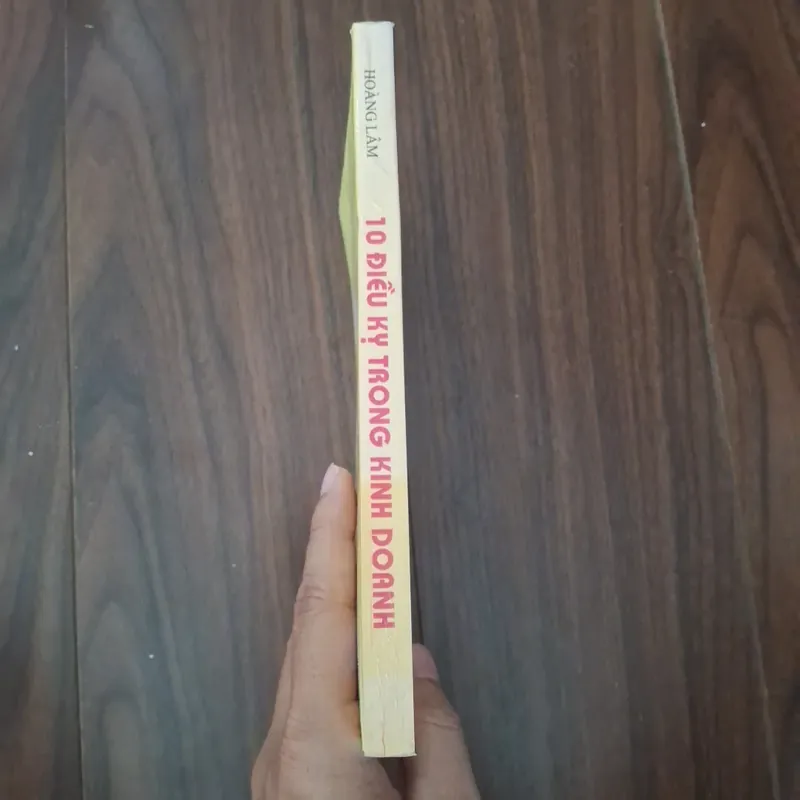 HOÀNG LÂM
10 ĐIỀU KỴ TRONG KINH DOANH